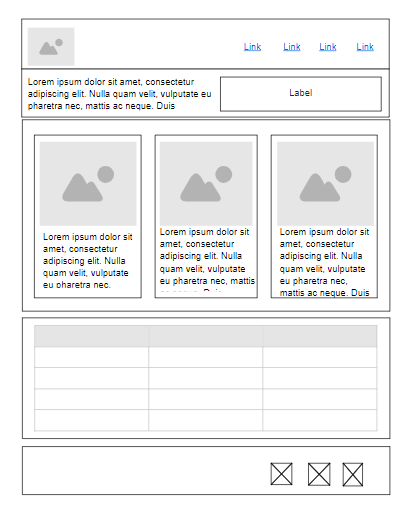 Link Link Link Link
Lorem ipsum dolor sit amet, consectetur
adipiscing elit. Nulla quam velit, vulputate eu
pharetra nec, mattis ac neque. Duis
Label
Lorem ipsum dolor sit
amet, consectetur
adipiscing elit. Nulla
quam velit, vulputate
eu pharetra nec,
Lorem ipsum dolor sit
amet, consectetur
adipiscing elit. Nulla
quam velit, vulputate
eu pharetra nec, mattis
Lorem ipsum dolor sit
amet, consectetur
adipiscing elit. Nulla
quam velit, vulputate
eu pharetra nec,
mattis ac neque. Duis